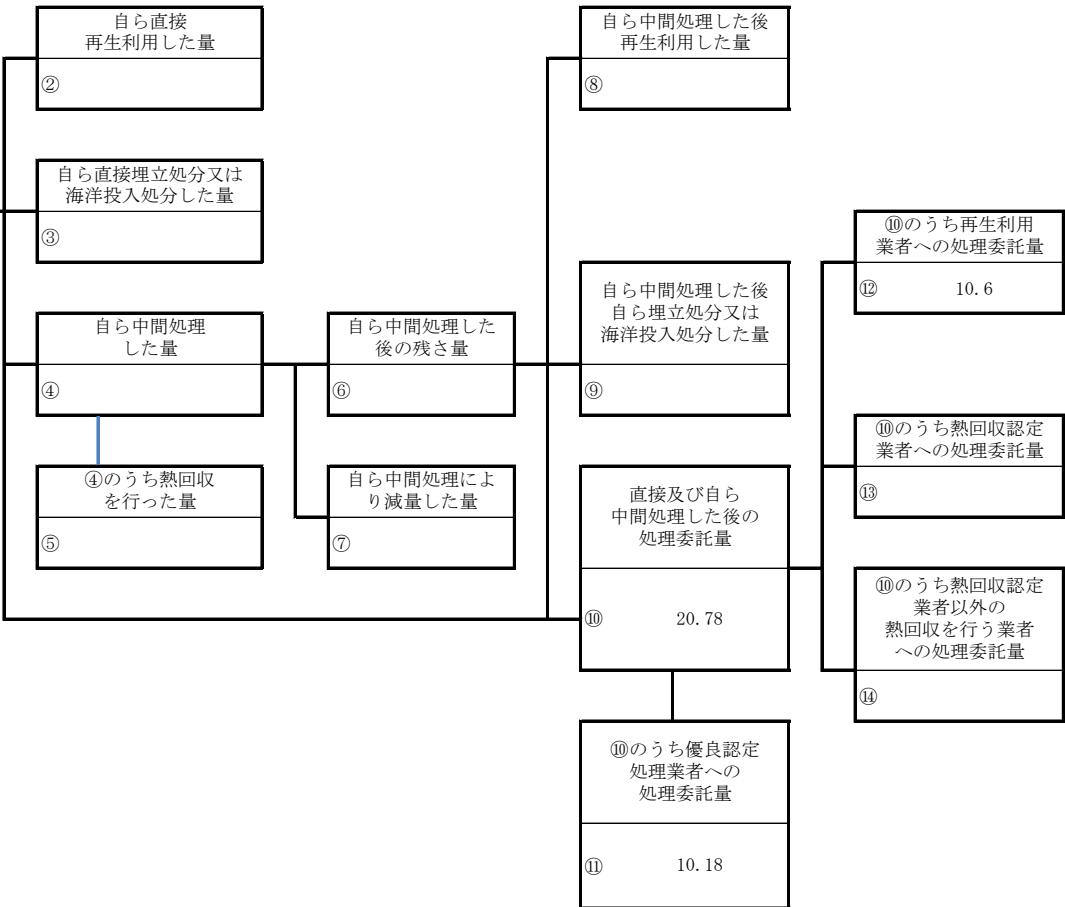 自ら直接
再生利用した量
②
自ら直接埋立処分又は
海洋投入処分した量
③
自ら中間処理
した量
④
④のうち熱回収
を行った量
⑤
自ら中間処理した
後の残さ量
⑥
自ら中間処理によ
り減量した量
⑦
自ら中間処理した後
再生利用した量
⑧
自ら中間処理した後
自ら埋立処分又は
海洋投入処分した量
⑨
直接及び自ら
中間処理した後の
処理委託量
⑩ 20.78
⑩のうち優良認定
処理業者への
処理委託量
⑪ 10.18
⑩のうち再生利用
業者への処理委託量
⑫ 10.6
⑩のうち熱回収認定
業者への処理委託量
⑬
⑩のうち熱回収認定
業者以外の
熱回収を行う業者
への処理委託量
⑭